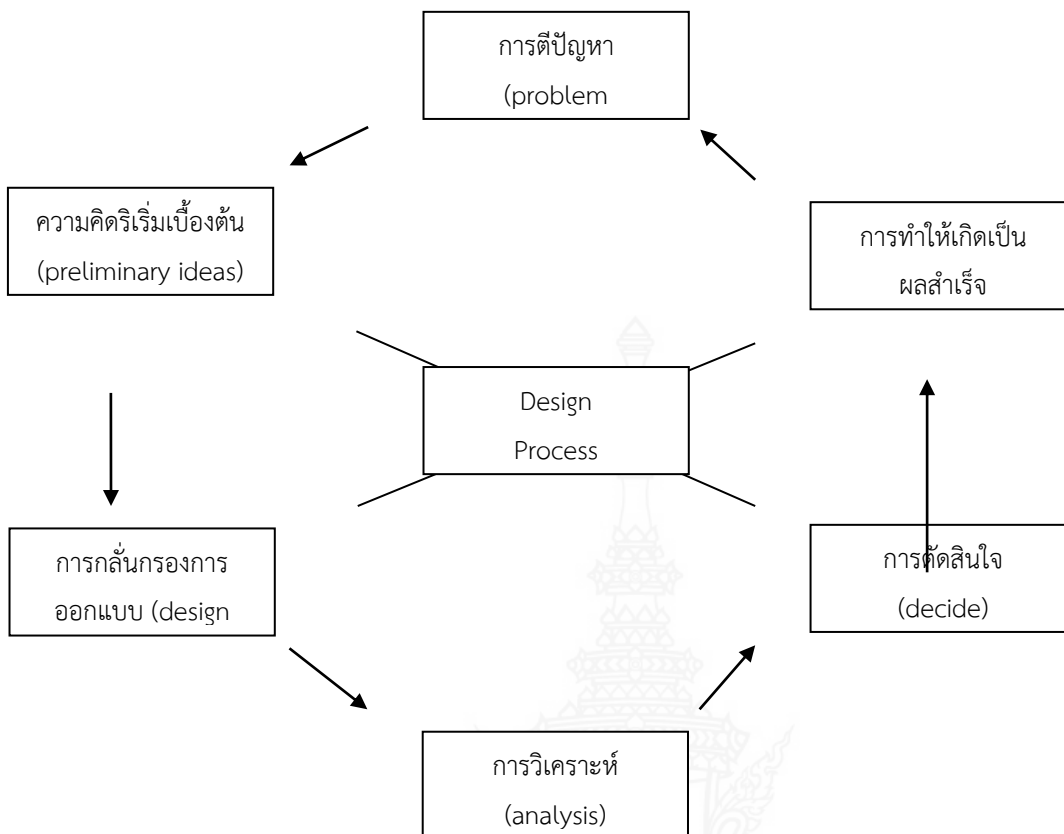 การตีปัญหา
(problem
ความคิดริเริ่มเบื้องต้น
(preliminary ideas)
การทำให้เกิดเป็น
ผลสำเร็จ
Design
Process
การกลั่นกรองการ
ออกแบบ (design
การตัดสินใจ
(decide)
การวิเคราะห์
(analysis)